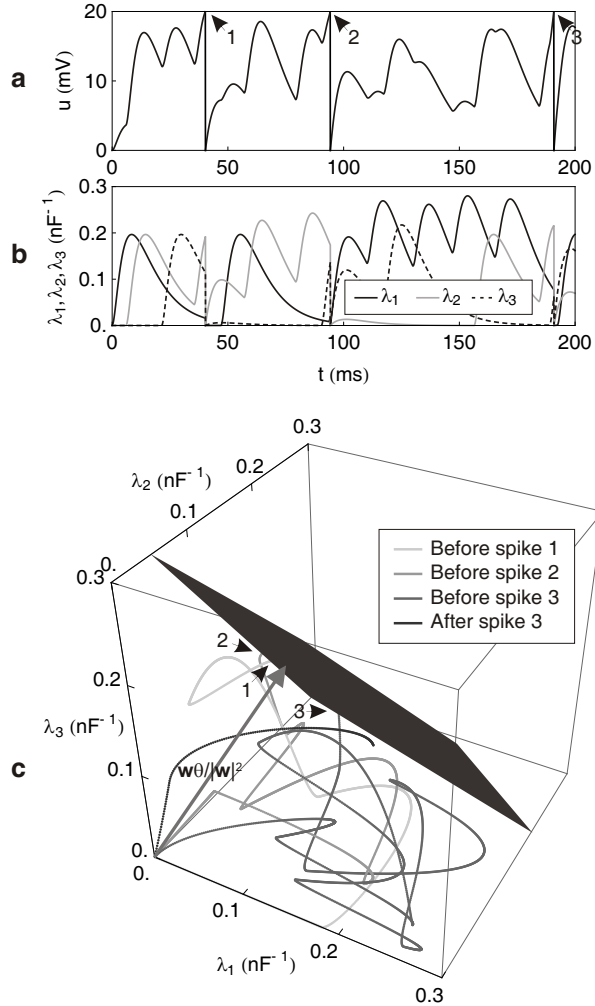 a
u (mV)
20
10
0
0
50
100
150
200
1
2
3
b
λ1, λ2, λ3 (nF-1)
0.3
0.2
0.1
0.
λ1
λ2
λ3
0
50
100
150
200
t (ms)
c
0.3
0.2
0.1
0.
λ2 (nF-1)
Before spike 1
Before spike 2
Before spike 3
After spike 3
0.3
0.2
0.1
0.
λ3 (nF-1)
2
1
3
wθ/|w|2
0.
0.1
0.2
0.3
λ1 (nF-1)